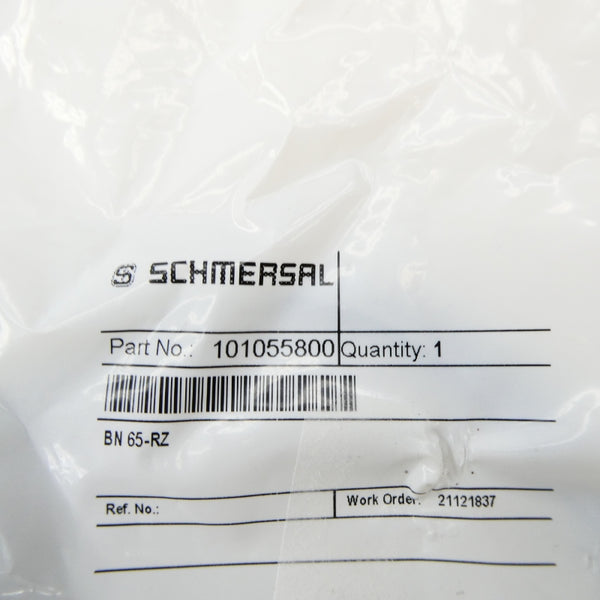 S SCHMERSAL
Part No.: 101055800 Quantity: 1
BN 65-RZ
Ref. No.: Work Order: 21121837